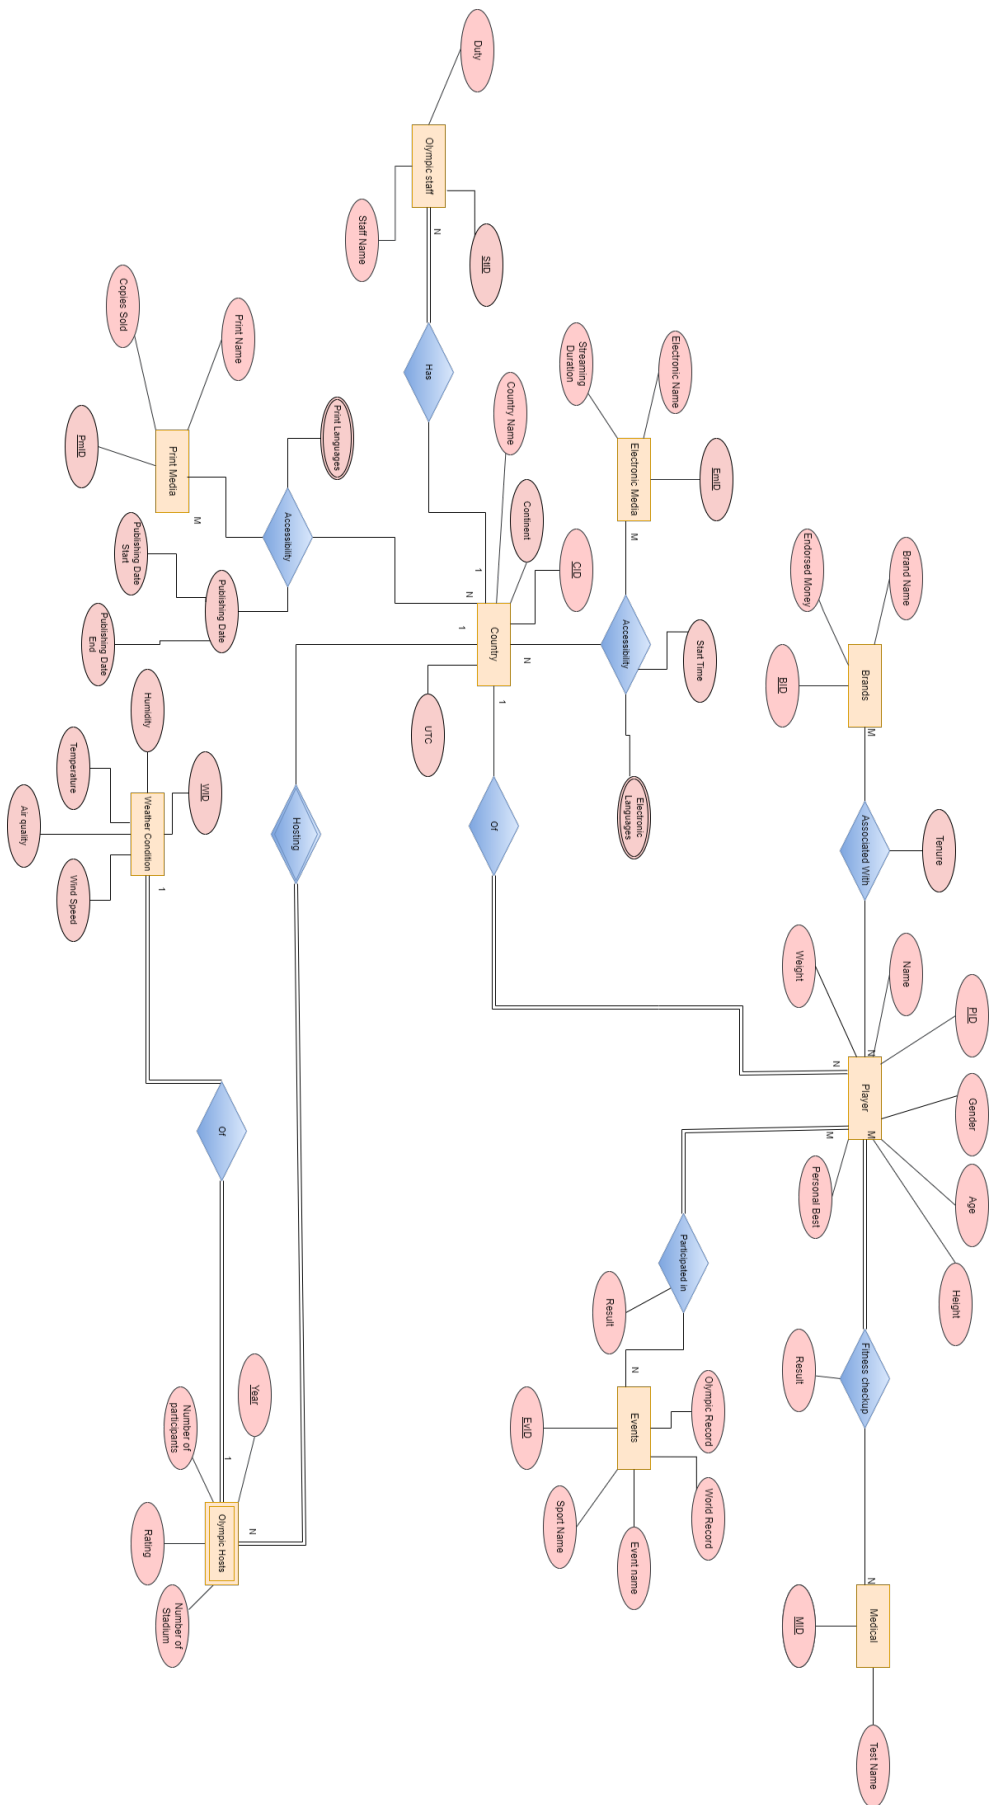 PID
Gender
Age
Height
Tenure
Brand Name
Name
Test Name
Brands
M
Associated With
N
Player
M
Fitness checkup
N
Medical
N
M
Endorsed Money
BID
Weight
Personal Best
Result
MID
EmID
Start Time
Olympic Record
World Record
Electronic Name
Participated in
Electronic Media
M
Accessibility
Electronic
Languages
N
Events
Event name
Streaming
Duration
CID
Result
Sport Name
Continent
N
EvID
Country Name
1
Of
Country
StID
1
Duty
N
1
Olympic staff
N
Has
UTC
Staff Name
Print Languages
Accessibility
Hosting
Year
N
Print Name
Publishing Date
Of
1
Olympic Hosts
WID
M
Number of
participants
Print Media
1
Number of
Stadium
Copies Sold
Publishing Date
Start
Humidity
Weather Condition
Rating
PmID
Publishing Date
End
Temperature
Wind Speed
Air quality